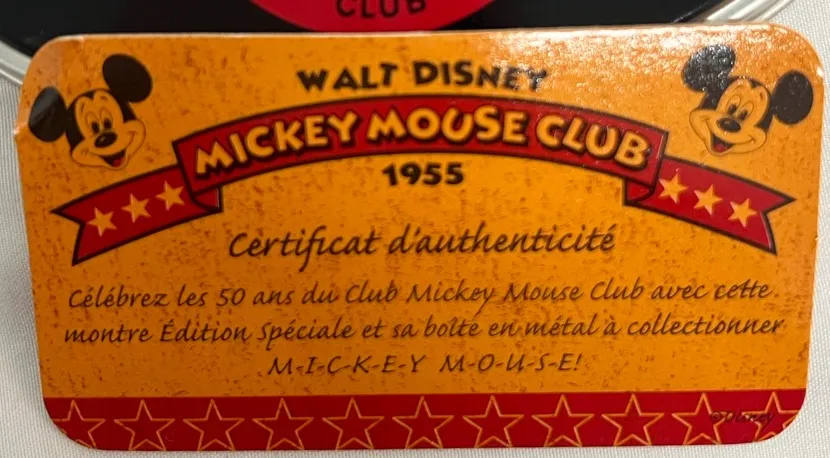 CLUB
WALT DISNEY
MICKEY MOUSE CLUB
1955
Certificat d'authenticité
Célébrez les 50 ans du Club Mickey Mouse Club avec cette
montre Édition Spéciale et sa boîte en métal à collectionner
M-I-C-K-E-Y M-O-U-S-E!
©Disney